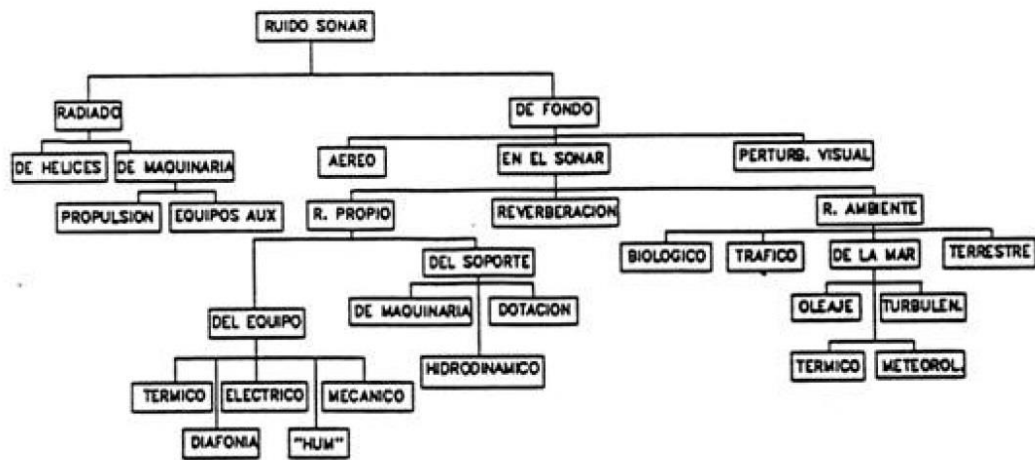 RUIDO SONAR
RADIADO
DE FONDO
DE HELICES
DE MAQUINARIA
AEREO
EN EL SONAR
PERTURB. VISUAL
PROPULSION
EQUIPOS AUX
R. PROPIO
REVERBERACION
R. AMBIENTE
DEL SOPORTE
BIOLOGICO
TRAFICO
DE LA MAR
TERRESTRE
DE MAQUINARIA
DOTACION
OLEAJE
TURBULEN.
DEL EQUIPO
HIDRODINAMICO
TERMICO
METEOROL.
TERMICO
ELECTRICO
MECANICO
DIAFONIA
"HUM"